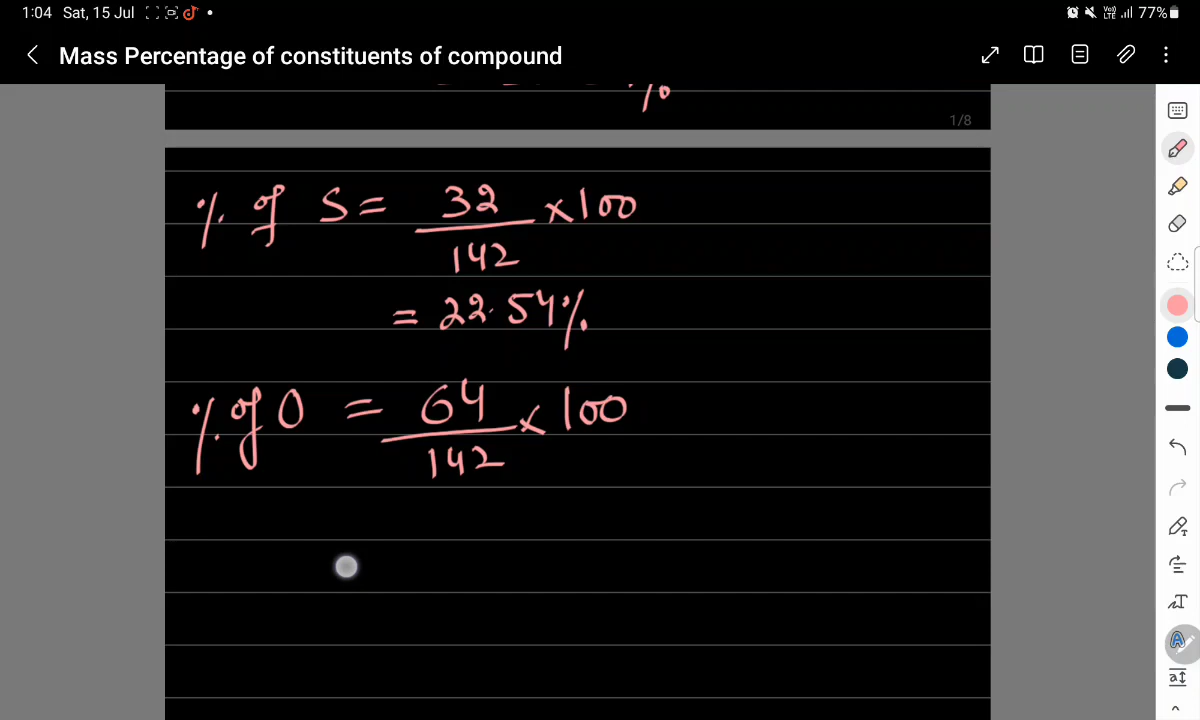 1:04 Sat, 15 Jul
77%
Mass Percentage of constituents of compound
%
1/8
% of S = 32/142 × 100
= 22.54%
% of O = 64/142 × 100